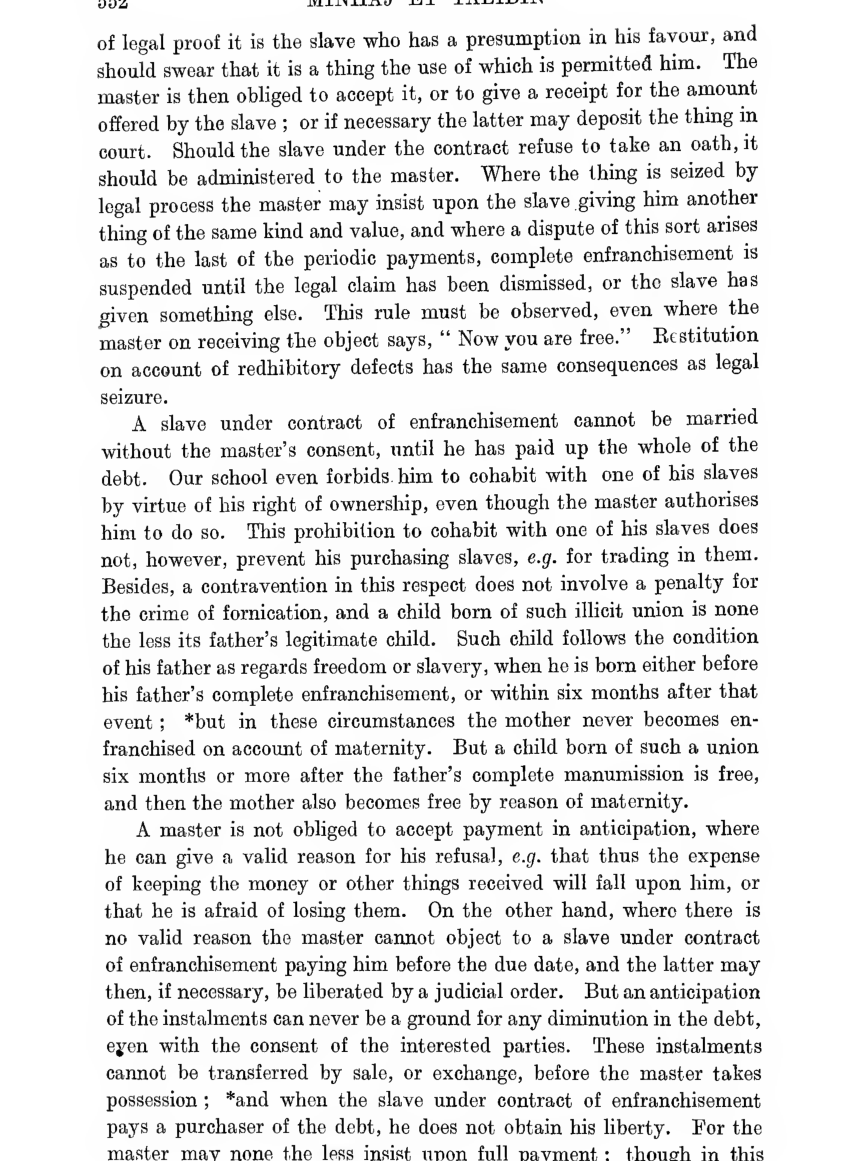 552 MINHAJ ET TALIBIN
of legal proof it is the slave who has a presumption in his favour, and
should swear that it is a thing the use of which is permitted him. The
master is then obliged to accept it, or to give a receipt for the amount
offered by the slave ; or if necessary the latter may deposit the thing in
court. Should the slave under the contract refuse to take an oath, it
should be administered to the master. Where the thing is seized by
legal process the master may insist upon the slave giving him another
thing of the same kind and value, and where a dispute of this sort arises
as to the last of the periodic payments, complete enfranchisement is
suspended until the legal claim has been dismissed, or the slave has
given something else. This rule must be observed, even where the
master on receiving the object says, “ Now you are free.” Restitution
on account of redhibitory defects has the same consequences as legal
seizure.
A slave under contract of enfranchisement cannot be married
without the master’s consent, until he has paid up the whole of the
debt. Our school even forbids him to cohabit with one of his slaves
by virtue of his right of ownership, even though the master authorises
him to do so. This prohibition to cohabit with one of his slaves does
not, however, prevent his purchasing slaves, e.g. for trading in them.
Besides, a contravention in this respect does not involve a penalty for
the crime of fornication, and a child born of such illicit union is none
the less its father’s legitimate child. Such child follows the condition
of his father as regards freedom or slavery, when he is born either before
his father’s complete enfranchisement, or within six months after that
event ; *but in these circumstances the mother never becomes en-
franchised on account of maternity. But a child born of such a union
six months or more after the father’s complete manumission is free,
and then the mother also becomes free by reason of maternity.
A master is not obliged to accept payment in anticipation, where
he can give a valid reason for his refusal, e.g. that thus the expense
of keeping the money or other things received will fall upon him, or
that he is afraid of losing them. On the other hand, where there is
no valid reason the master cannot object to a slave under contract
of enfranchisement paying him before the due date, and the latter may
then, if necessary, be liberated by a judicial order. But an anticipation
of the instalments can never be a ground for any diminution in the debt,
even with the consent of the interested parties. These instalments
cannot be transferred by sale, or exchange, before the master takes
possession ; *and when the slave under contract of enfranchisement
pays a purchaser of the debt, he does not obtain his liberty. For the
master may none the less insist upon full payment ; though in this